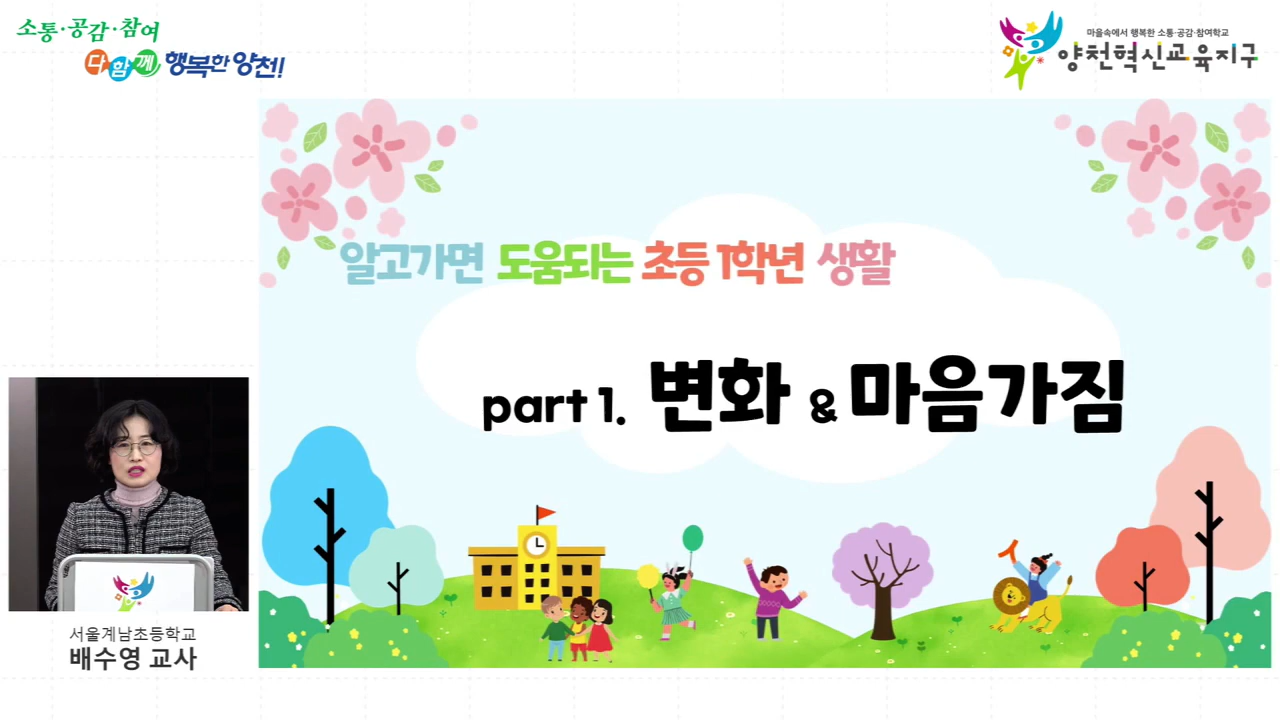 소통·공감·참여
다함께 행복한 양천!
마을속에서 행복한 소통·공감·참여학교
양천혁신교육지구
알고가면 도움되는 초등 1학년 생활
part 1. 변화 & 마음가짐
서울계남초등학교
배수영 교사